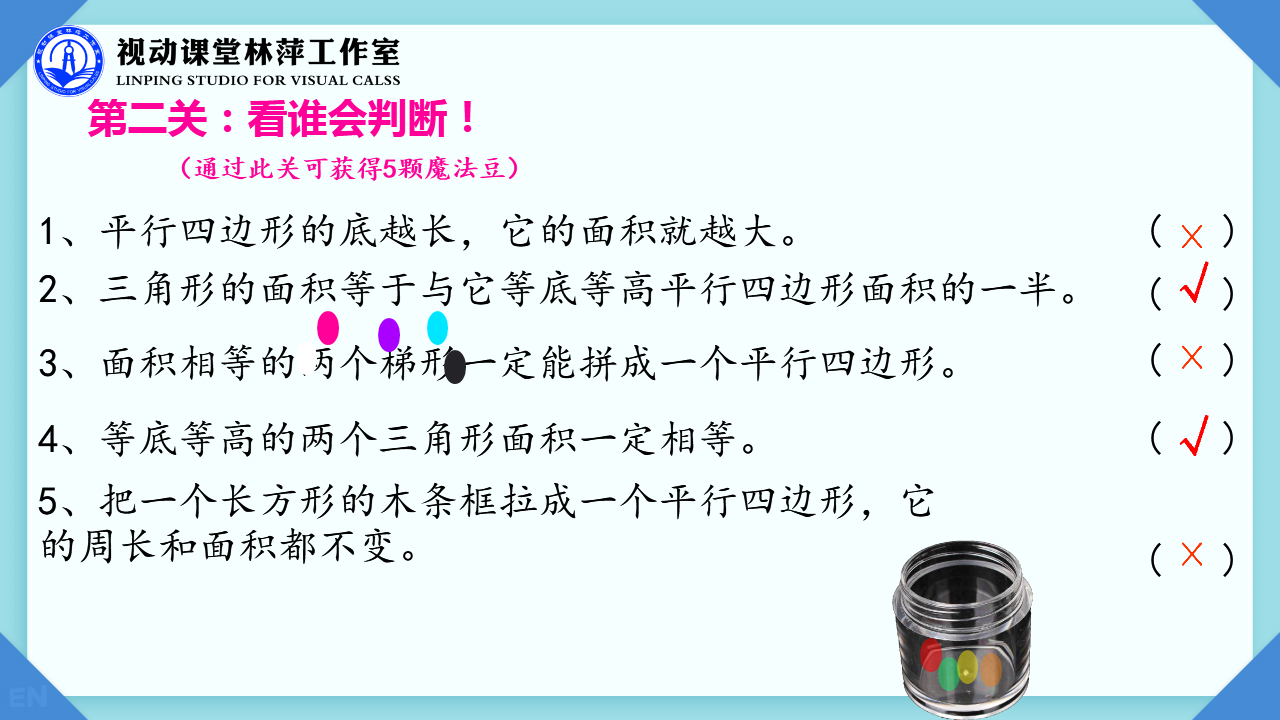 视动课堂林萍工作室
LINPING STUDIO FOR VISUAL CALSS
第二关：看谁会判断！
（通过此关可获得5颗魔法豆）
1、平行四边形的底越长，它的面积就越大。 （ × ）
2、三角形的面积等于与它等底等高平行四边形面积的一半。 （ √ ）
3、面积相等的两个梯形一定能拼成一个平行四边形。 （ × ）
4、等底等高的两个三角形面积一定相等。 （ √ ）
5、把一个长方形的木条框拉成一个平行四边形，它
的周长和面积都不变。 （ × ）
EN